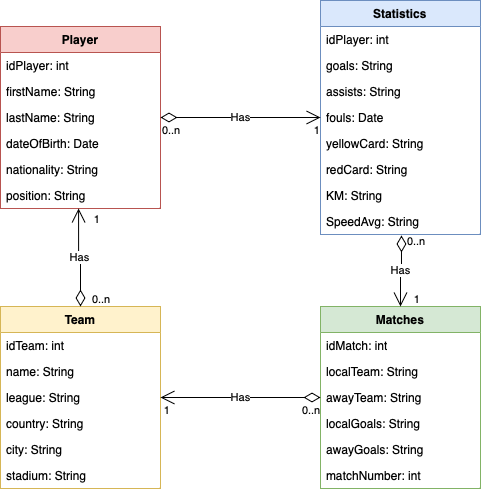 Player
idPlayer: int
firstName: String
lastName: String
dateOfBirth: Date
nationality: String
position: String
Statistics
idPlayer: int
goals: String
assists: String
fouls: Date
yellowCard: String
redCard: String
KM: String
SpeedAvg: String
0..n
Has
1
1
Has
0..n
0..n
Has
1
Team
idTeam: int
name: String
league: String
country: String
city: String
stadium: String
Matches
idMatch: int
localTeam: String
awayTeam: String
localGoals: String
awayGoals: String
matchNumber: int
1
Has
0..n